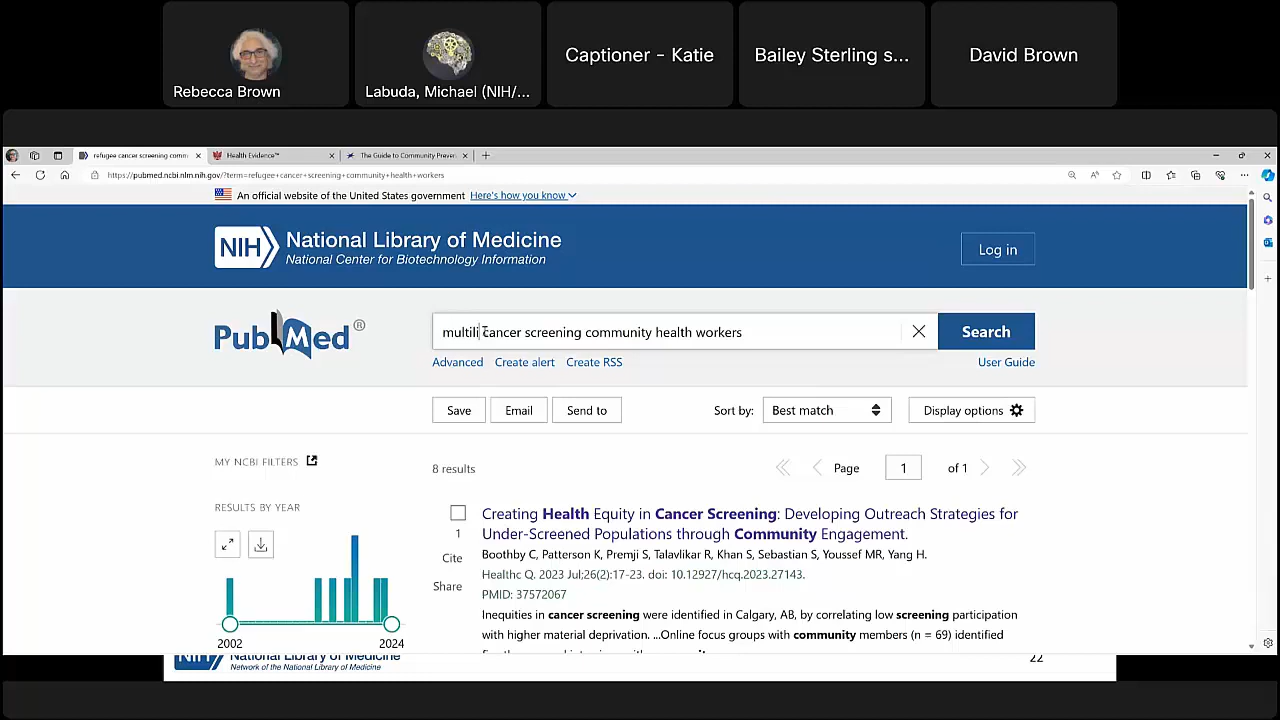 Rebecca Brown
Labuda, Michael (NIH/...
Captioner - Katie
Bailey Sterling s...
David Brown
refugee cancer screening comm
Health Evidence™
The Guide to Community Preven
https://pubmed.ncbi.nlm.nih.gov/?term=refugee+cancer+screening+community+health+workers
An official website of the United States government Here's how you know
NIH National Library of Medicine
National Center for Biotechnology Information
Log in
PubMed®
multili cancer screening community health workers
Search
Advanced Create alert Create RSS
User Guide
Save Email Send to
Sort by: Best match
Display options
MY NCBI FILTERS
8 results
Page 1 of 1
RESULTS BY YEAR
2002 2024
1
Cite
Share
Creating Health Equity in Cancer Screening: Developing Outreach Strategies for
Under-Screened Populations through Community Engagement.
Boothby C, Patterson K, Premji S, Talavlikar R, Khan S, Sebastian S, Youssef MR, Yang H.
Healthc Q. 2023 Jul;26(2):17-23. doi: 10.12927/hcq.2023.27143.
PMID: 37572067
Inequities in cancer screening were identified in Calgary, AB, by correlating low screening participation
with higher material deprivation. ...Online focus groups with community members (n = 69) identified
NIH National Library of Medicine
Network of the National Library of Medicine
22